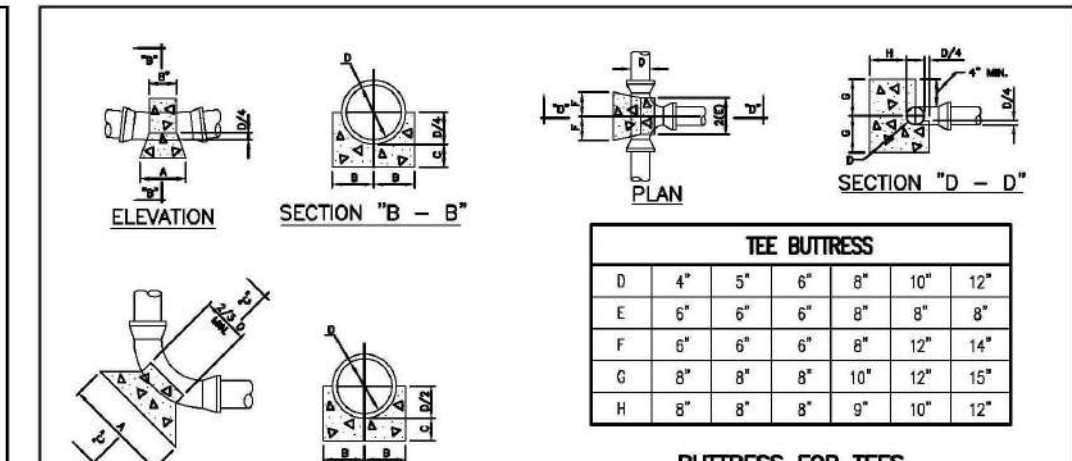 "B"
B"
D/4
A
"B"
ELEVATION
D
D/4
C
B B
SECTION "B – B"
D
"D" F 2(E) "D"
F
PLAN
H D/4
4" MIN.
G
D/4
G
D
SECTION "D – D"
TEE BUTTRESS
D 4" 5" 6" 8" 10" 12"
E 6" 6" 6" 8" 8" 8"
F 6" 6" 6" 8" 12" 14"
G 8" 8" 8" 10" 12" 15"
H 8" 8" 8" 9" 10" 12"
"C"
2/3 D
A
"C"
D
D/2
C
B B
BUTTRESS FOR TEES